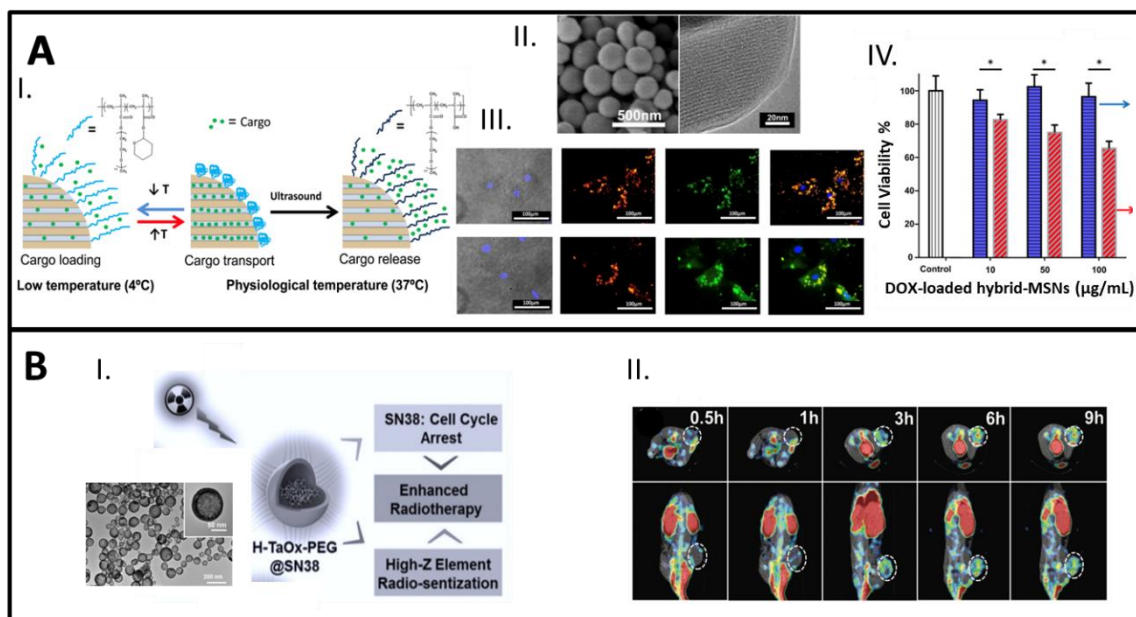 A
I.
= 
= Cargo
↓ T
↑T
Ultrasound
Cargo loading
Cargo transport
Cargo release
Low temperature (4ºC)
Physiological temperature (37ºC)
II.
500nm
20nm
III.
100µm
100µm
100µm
100µm
100µm
100µm
100µm
100µm
IV.
Cell Viability %
100
80
60
40
20
0
*
*
*
Control
10
50
100
DOX-loaded hybrid-MSNs (µg/mL)
B
I.
50 nm
200 nm
H-TaOx-PEG
@SN38
SN38: Cell Cycle
Arrest
Enhanced
Radiotherapy
High-Z Element
Radio-sentization
II.
0.5h
1h
3h
6h
9h